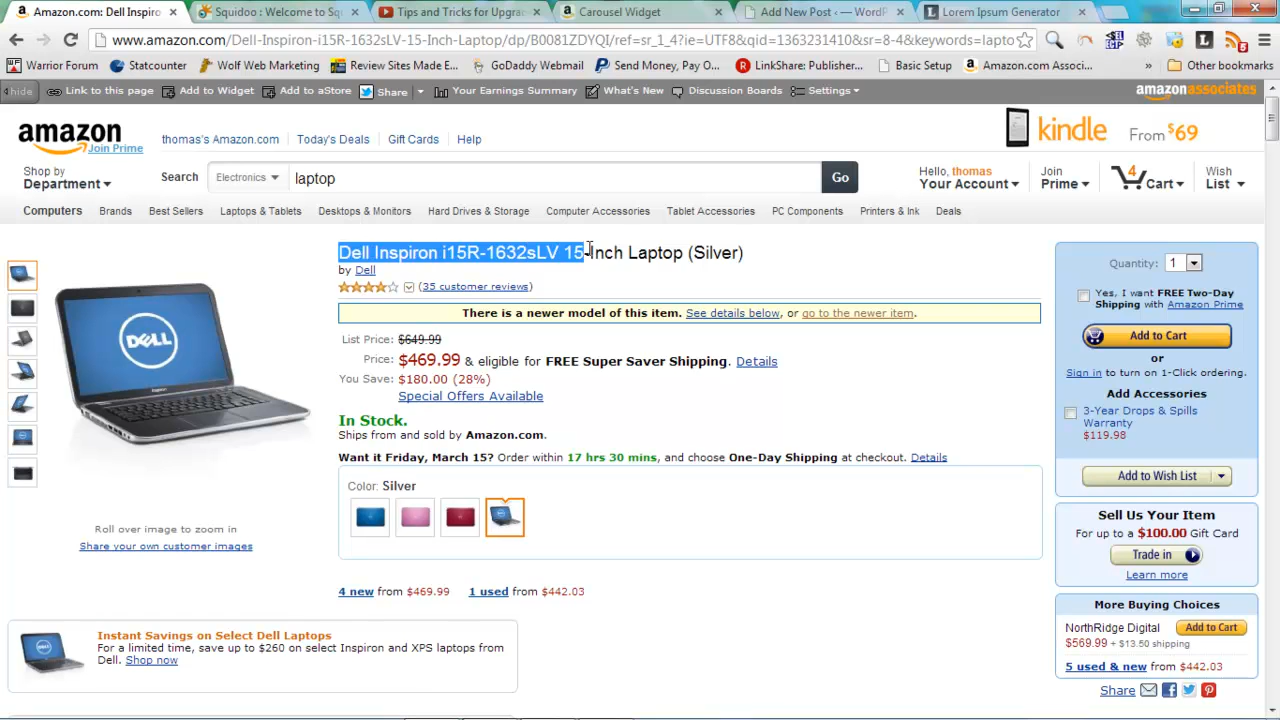 Amazon.com: Dell Inspiro
Squidoo : Welcome to Sq
Tips and Tricks for Upgra
Carousel Widget
Add New Post ‹ — WordP
Lorem Ipsum Generator
www.amazon.com/Dell-Inspiron-i15R-1632sLV-15-Inch-Laptop/dp/B0081ZDYQI/ref=sr_1_4?ie=UTF8&qid=1363231410&sr=8-4&keywords=lapto
Warrior Forum
Statcounter
Wolf Web Marketing
Review Sites Made E...
GoDaddy Webmail
Send Money, Pay O...
LinkShare: Publisher...
Basic Setup
Amazon.com Associ...
»
Other bookmarks
hide
Link to this page
Add to Widget
Add to aStore
Share
Your Earnings Summary
What's New
Discussion Boards
Settings
amazonassociates
amazon
Join Prime
thomas's Amazon.com
Today's Deals
Gift Cards
Help
kindle From $69
Shop by
Department
Search
Electronics
laptop
Go
Hello, thomas
Your Account
Join
Prime
4
Cart
Wish
List
Computers
Brands
Best Sellers
Laptops & Tablets
Desktops & Monitors
Hard Drives & Storage
Computer Accessories
Tablet Accessories
PC Components
Printers & Ink
Deals
Dell Inspiron i15R-1632sLV 15-Inch Laptop (Silver)
by Dell
(35 customer reviews)
There is a newer model of this item. See details below, or go to the newer item.
List Price: $649.99
Price: $469.99 & eligible for FREE Super Saver Shipping. Details
You Save: $180.00 (28%)
Special Offers Available
In Stock.
Ships from and sold by Amazon.com.
Want it Friday, March 15? Order within 17 hrs 30 mins, and choose One-Day Shipping at checkout. Details
Color: Silver
DELL
Roll over image to zoom in
Share your own customer images
4 new from $469.99
1 used from $442.03
Instant Savings on Select Dell Laptops
For a limited time, save up to $260 on select Inspiron and XPS laptops from
Dell. Shop now
Quantity: 1
Yes, I want FREE Two-Day
Shipping with Amazon Prime
Add to Cart
or
Sign in to turn on 1-Click ordering.
Add Accessories
3-Year Drops & Spills
Warranty
$119.98
Add to Wish List
Sell Us Your Item
For up to a $100.00 Gift Card
Trade in
Learn more
More Buying Choices
NorthRidge Digital
Add to Cart
$569.99 + $13.50 shipping
5 used & new from $442.03
Share